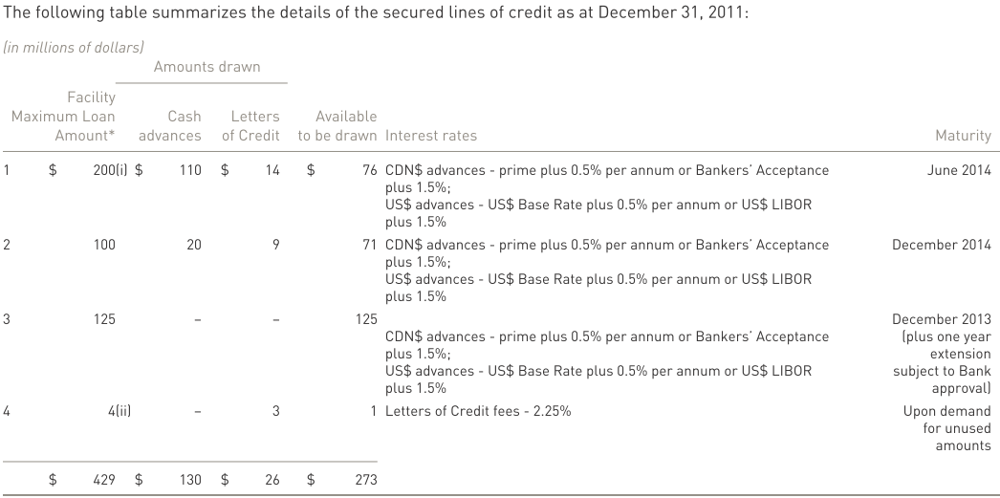 The following table summarizes the details of the secured lines of credit as at December 31, 2011:
(in millions of dollars)
Amounts drawn
Facility
Maximum Loan Cash Letters Available
Amount* advances of Credit to be drawn Interest rates Maturity
1 $ 200(i) $ 110 $ 14 $ 76 CDN$ advances - prime plus 0.5% per annum or Bankers' Acceptance June 2014
plus 1.5%;
US$ advances - US$ Base Rate plus 0.5% per annum or US$ LIBOR
plus 1.5%
2 100 20 9 71 CDN$ advances - prime plus 0.5% per annum or Bankers' Acceptance December 2014
plus 1.5%;
US$ advances - US$ Base Rate plus 0.5% per annum or US$ LIBOR
plus 1.5%
3 125 – – 125 December 2013
CDN$ advances - prime plus 0.5% per annum or Bankers' Acceptance (plus one year
plus 1.5%; extension
US$ advances - US$ Base Rate plus 0.5% per annum or US$ LIBOR subject to Bank
plus 1.5% approval)
4 4(ii) – 3 1 Letters of Credit fees - 2.25% Upon demand
for unused
amounts
$ 429 $ 130 $ 26 $ 273